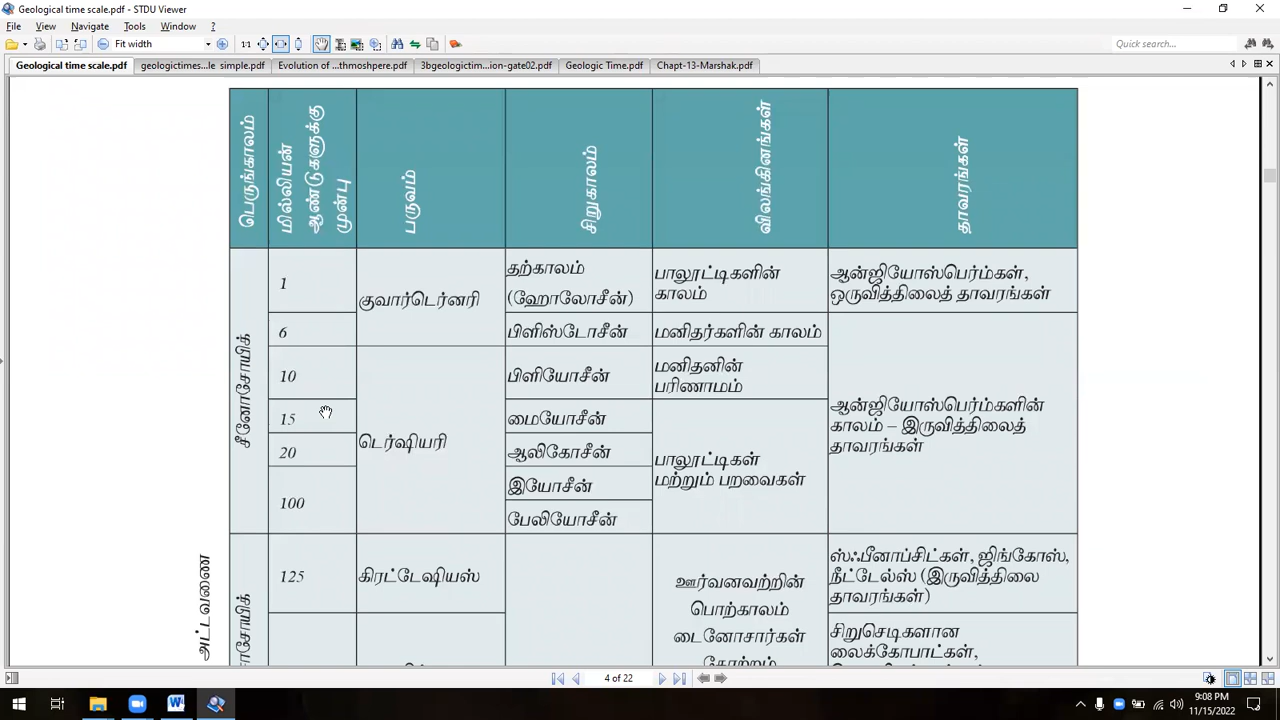 Geological time scale.pdf - STDU Viewer
File View Navigate Tools Window ?
Fit width
1:1
Quick search...
Geological time scale.pdf
geologictimes...le simple.pdf
Evolution of ...thmoshpere.pdf
3bgeologictim...ion-gate02.pdf
Geologic Time.pdf
Chapt-13-Marshak.pdf
பெருங்காலம்
மில்லியன்
ஆண்டுகளுக்கு
முன்பு
பருவம்
சிறுகாலம்
விலங்கினங்கள்
தாவரங்கள்
சீனோசோயிக்
1
குவார்டெர்னரி
தற்காலம்
(ஹோலோசீன்)
பாலூட்டிகளின்
காலம்
ஆன்ஜியோஸ்பெர்ம்கள்,
ஒருவித்திலைத் தாவரங்கள்
6
பிளிஸ்டோசீன்
மனிதர்களின் காலம்
ஆன்ஜியோஸ்பெர்ம்களின்
காலம் – இருவித்திலைத்
தாவரங்கள்
10
டெர்ஷியரி
பிளியோசீன்
மனிதனின்
பரிணாமம்
15
மையோசீன்
பாலூட்டிகள்
மற்றும் பறவைகள்
20
ஆலிகோசீன்
100
இயோசீன்
பேலியோசீன்
அட்டவணை
125
கிரட்டேஷியஸ்
ஊர்வனவற்றின்
பொற்காலம்
டைனோசார்கள்
தோற்றம்
ஸ்ஃபீனாப்சிட்கள், ஜிங்கோஸ்,
நீட்டேல்ஸ் (இருவித்திலை
தாவரங்கள்)
சிறுசெடிகளான
லைக்கோபாட்கள்,
4 of 22
9:08 PM
11/15/2022